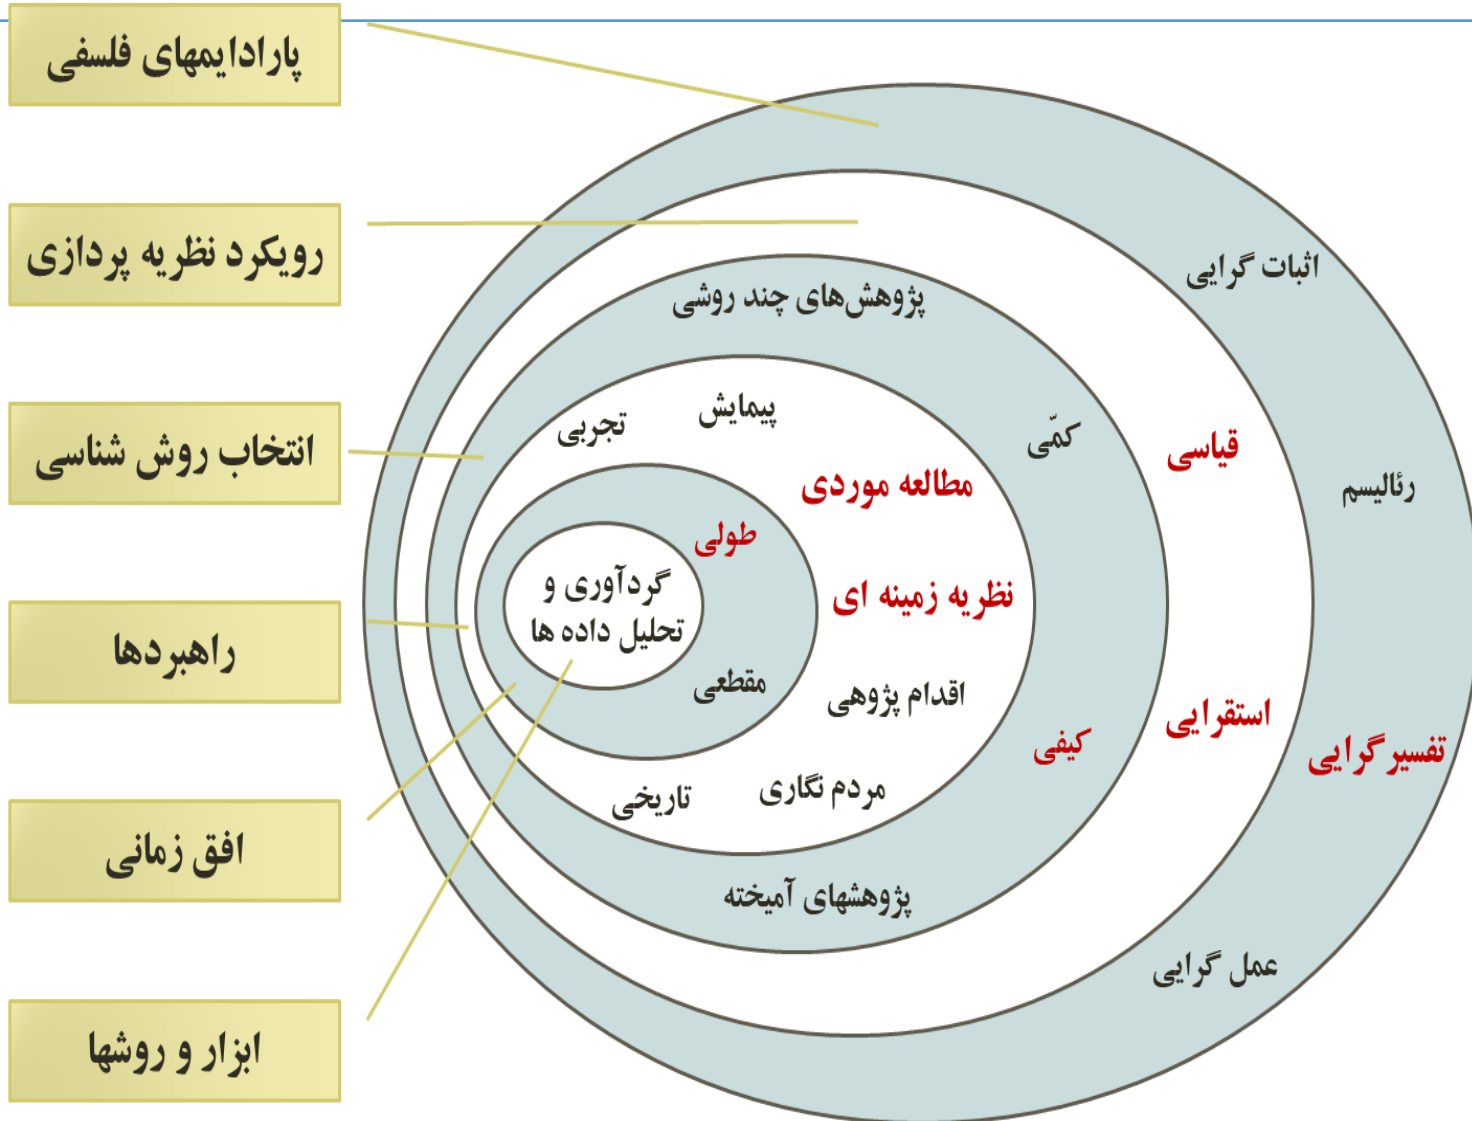 پارادایمهای فلسفی
رویکرد نظریه پردازی
انتخاب روش شناسی
راهبردها
افق زمانی
ابزار و روشها
اثبات گرایی
رئالیسم
تفسیر گرایی
عمل گرایی
قیاسی
استقرایی
پژوهش‌های چند روشی
کمّی
کیفی
پژوهشهای آمیخته
تجربی
پیمایش
مطالعه موردی
نظریه زمینه ای
اقدام پژوهی
مردم نگاری
تاریخی
طولی
مقطعی
گردآوری و
تحلیل داده ها